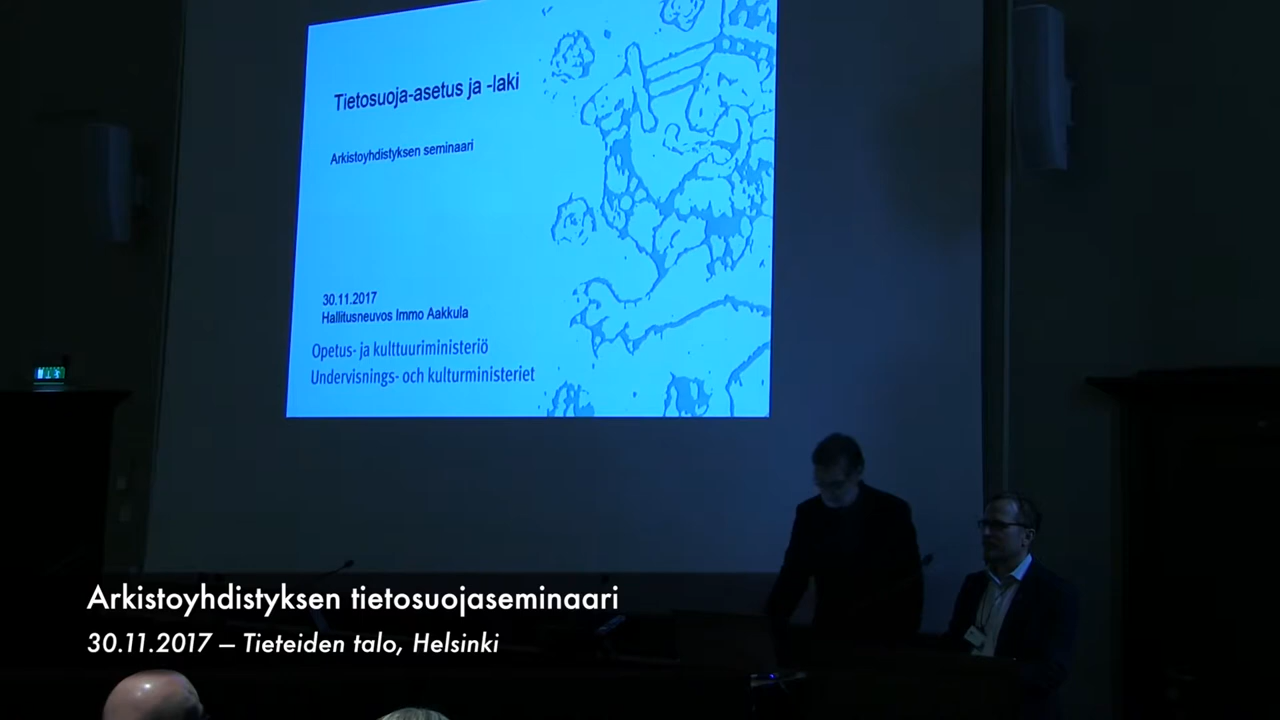 Tietosuoja-asetus ja -laki
Arkistoyhdistyksen seminaari
30.11.2017
Hallitusneuvos Immo Aakkula
Opetus- ja kulttuuriministeriö
Undervisnings- och kulturministeriet
Arkistoyhdistyksen tietosuojaseminaari
30.11.2017 – Tieteiden talo, Helsinki